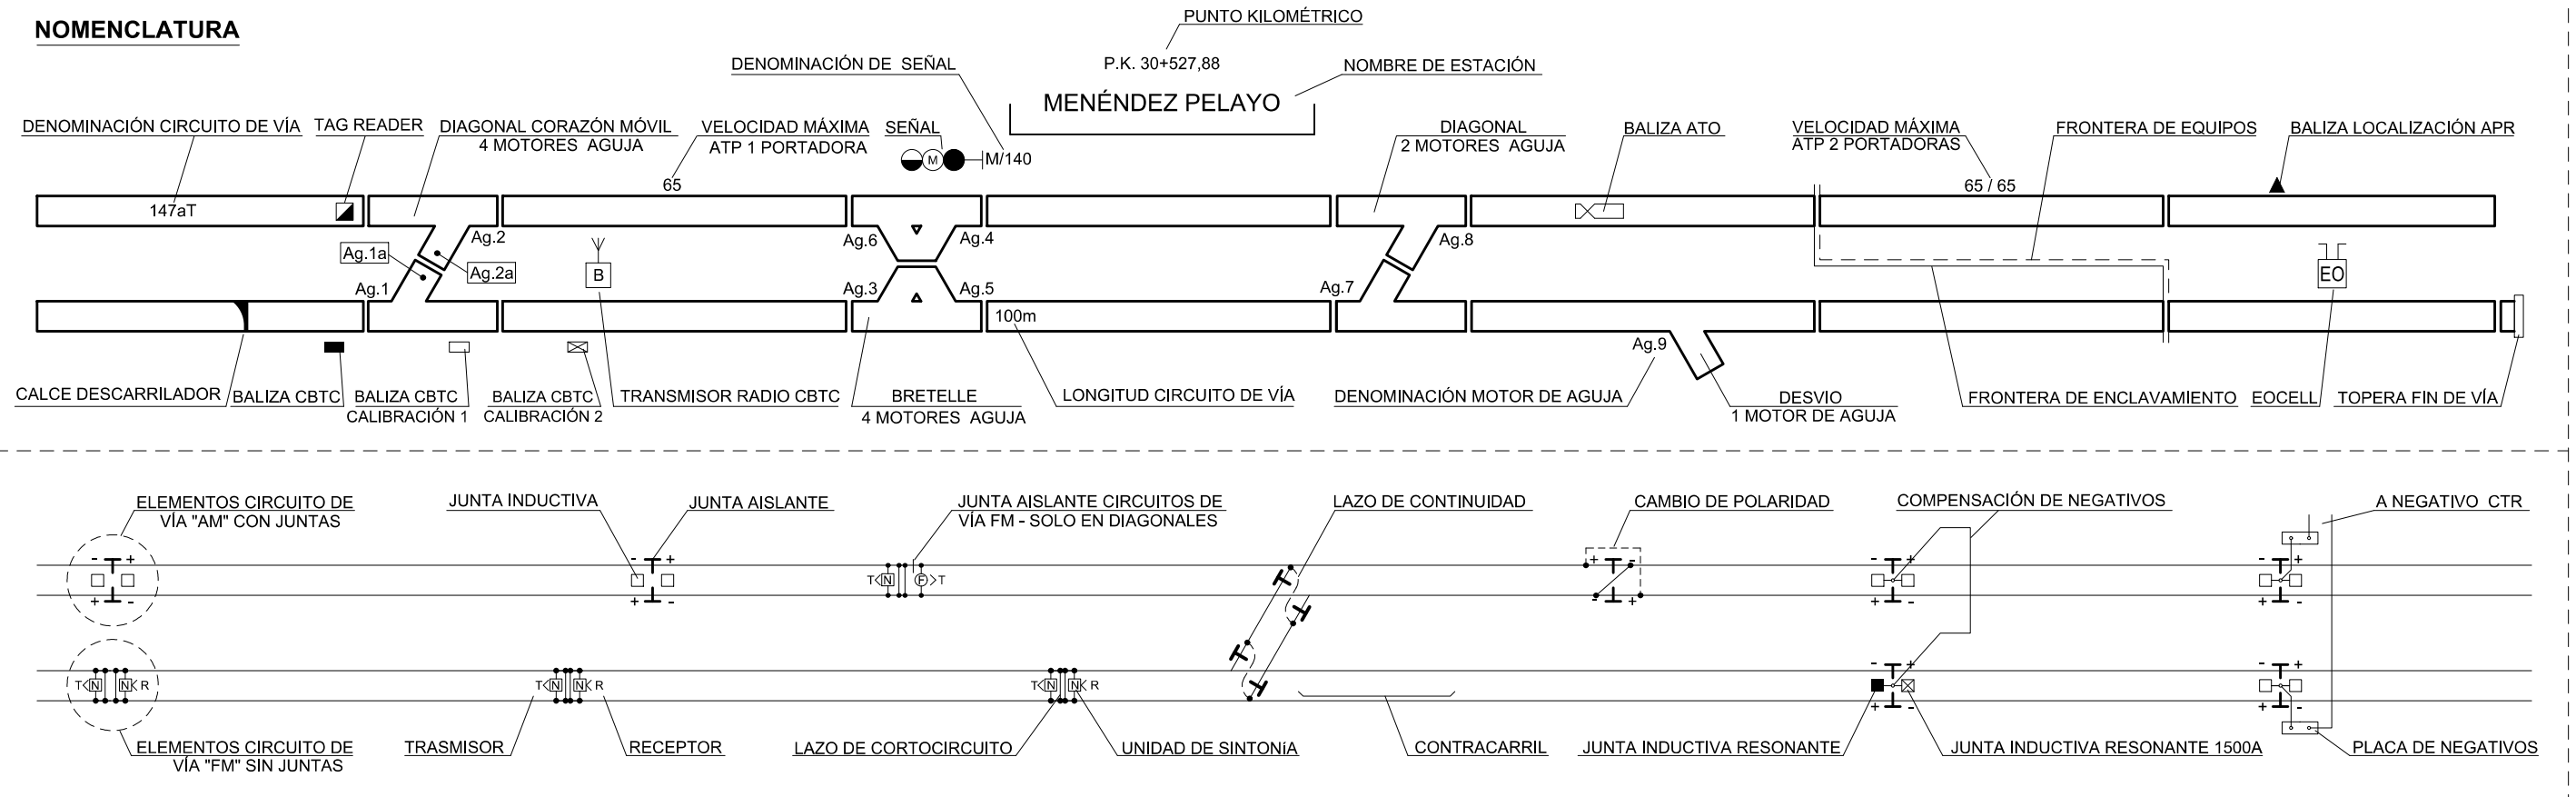 NOMENCLATURA
PUNTO KILOMÉTRICO
DENOMINACIÓN DE SEÑAL
P.K. 30+527,88
NOMBRE DE ESTACIÓN
MENÉNDEZ PELAYO
DENOMINACIÓN CIRCUITO DE VÍA
TAG READER
DIAGONAL CORAZÓN MÓVIL
4 MOTORES AGUJA
VELOCIDAD MÁXIMA
ATP 1 PORTADORA
SEÑAL
DIAGONAL
2 MOTORES AGUJA
BALIZA ATO
VELOCIDAD MÁXIMA
ATP 2 PORTADORAS
FRONTERA DE EQUIPOS
BALIZA LOCALIZACIÓN APR
M
M/140
65
65 / 65
147aT
Ag.1a
Ag.2
Ag.2a
Ag.1
B
Ag.6
Ag.4
Ag.3
Ag.5
Ag.8
Ag.7
EO
100m
Ag.9
CALCE DESCARRILADOR
BALIZA CBTC
BALIZA CBTC
CALIBRACIÓN 1
BALIZA CBTC
CALIBRACIÓN 2
TRANSMISOR RADIO CBTC
BRETELLE
4 MOTORES AGUJA
LONGITUD CIRCUITO DE VÍA
DENOMINACIÓN MOTOR DE AGUJA
DESVIO
1 MOTOR DE AGUJA
FRONTERA DE ENCLAVAMIENTO
EOCELL
TOPERA FIN DE VÍA
ELEMENTOS CIRCUITO DE
VÍA "AM" CON JUNTAS
JUNTA INDUCTIVA
JUNTA AISLANTE
JUNTA AISLANTE CIRCUITOS DE
VÍA FM - SOLO EN DIAGONALES
LAZO DE CONTINUIDAD
CAMBIO DE POLARIDAD
COMPENSACIÓN DE NEGATIVOS
A NEGATIVO CTR
- +
+ -
- +
+ -
T N F T
+ -
- +
- +
+ -
- +
+ -
T N N R
T N N R
T N N R
- +
+ -
- +
+ -
ELEMENTOS CIRCUITO DE
VÍA "FM" SIN JUNTAS
TRASMISOR
RECEPTOR
LAZO DE CORTOCIRCUITO
UNIDAD DE SINTONíA
CONTRACARRIL
JUNTA INDUCTIVA RESONANTE
JUNTA INDUCTIVA RESONANTE 1500A
PLACA DE NEGATIVOS